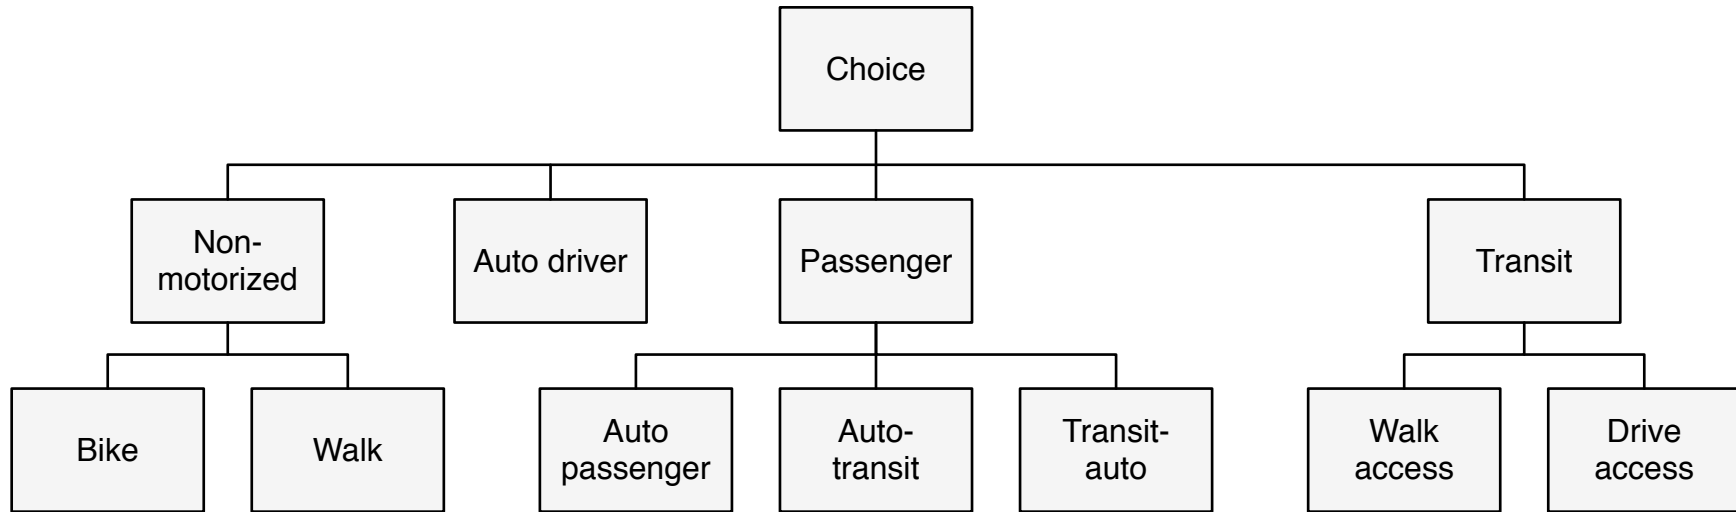 Choice
Non-
motorized
Auto driver
Passenger
Transit
Bike
Walk
Auto
passenger
Auto-
transit
Transit-
auto
Walk
access
Drive
access